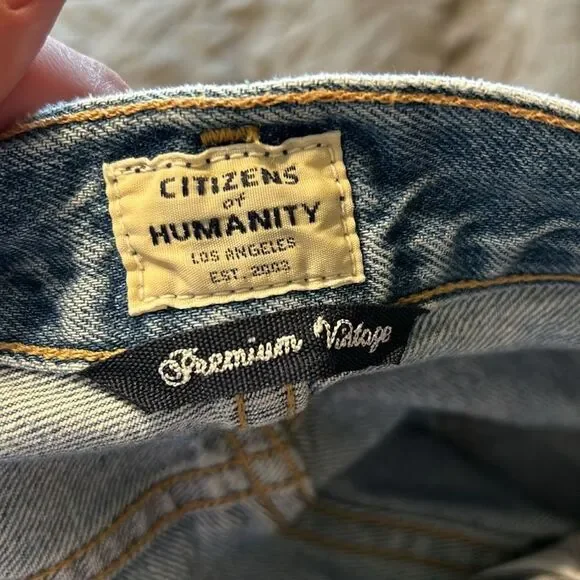 CITIZENS
OF
HUMANITY
LOS ANGELES
EST. 2003
Premium Vintage